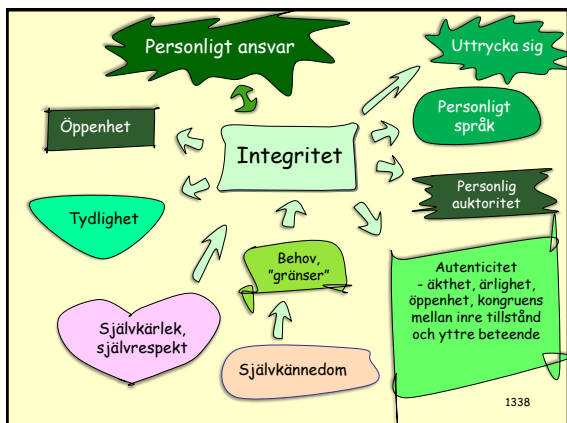 Personligt ansvar
Uttrycka sig
Öppenhet
Personligt
språk
Integritet
Personlig
auktoritet
Tydlighet
Behov,
"gränser"
Autenticitet
- äkthet, ärlighet,
öppenhet, kongruens
mellan inre tillstånd
och yttre beteende
Självkärlek,
självrespekt
Självkännedom
1338